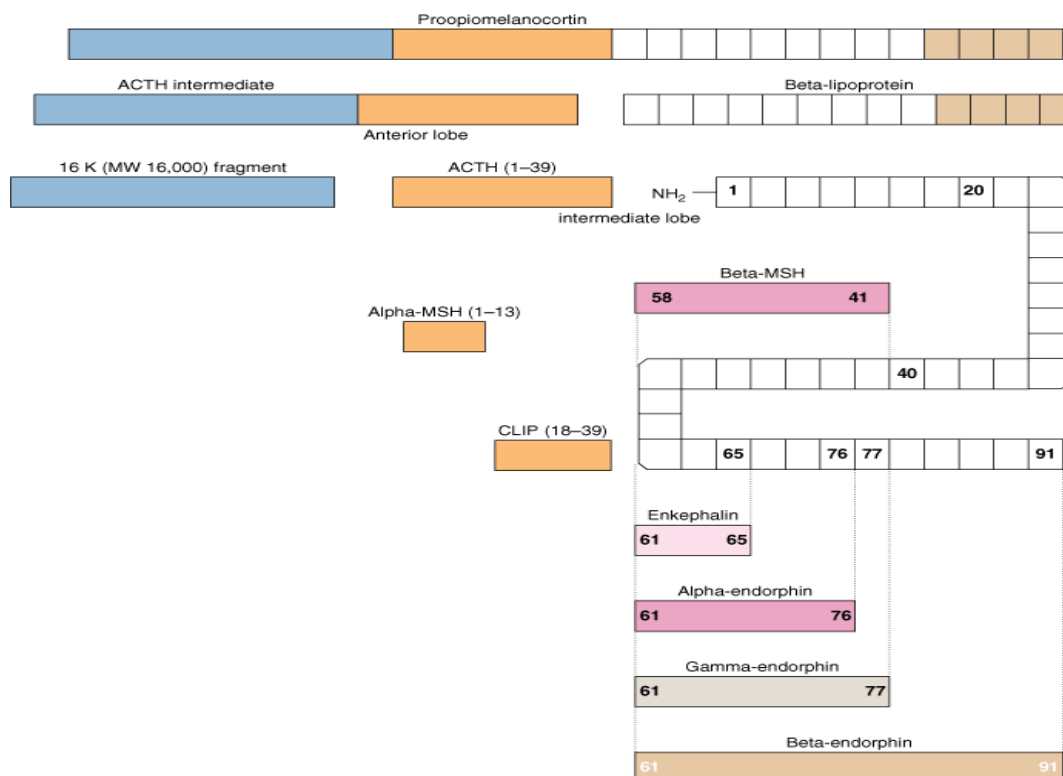 Proopiomelanocortin
ACTH intermediate
Beta-lipoprotein
Anterior lobe
16 K (MW 16,000) fragment
ACTH (1–39)
NH2
1
20
intermediate lobe
Beta-MSH
58
41
Alpha-MSH (1–13)
40
CLIP (18–39)
65
76
77
91
Enkephalin
61
65
Alpha-endorphin
61
76
Gamma-endorphin
61
77
Beta-endorphin
61
91